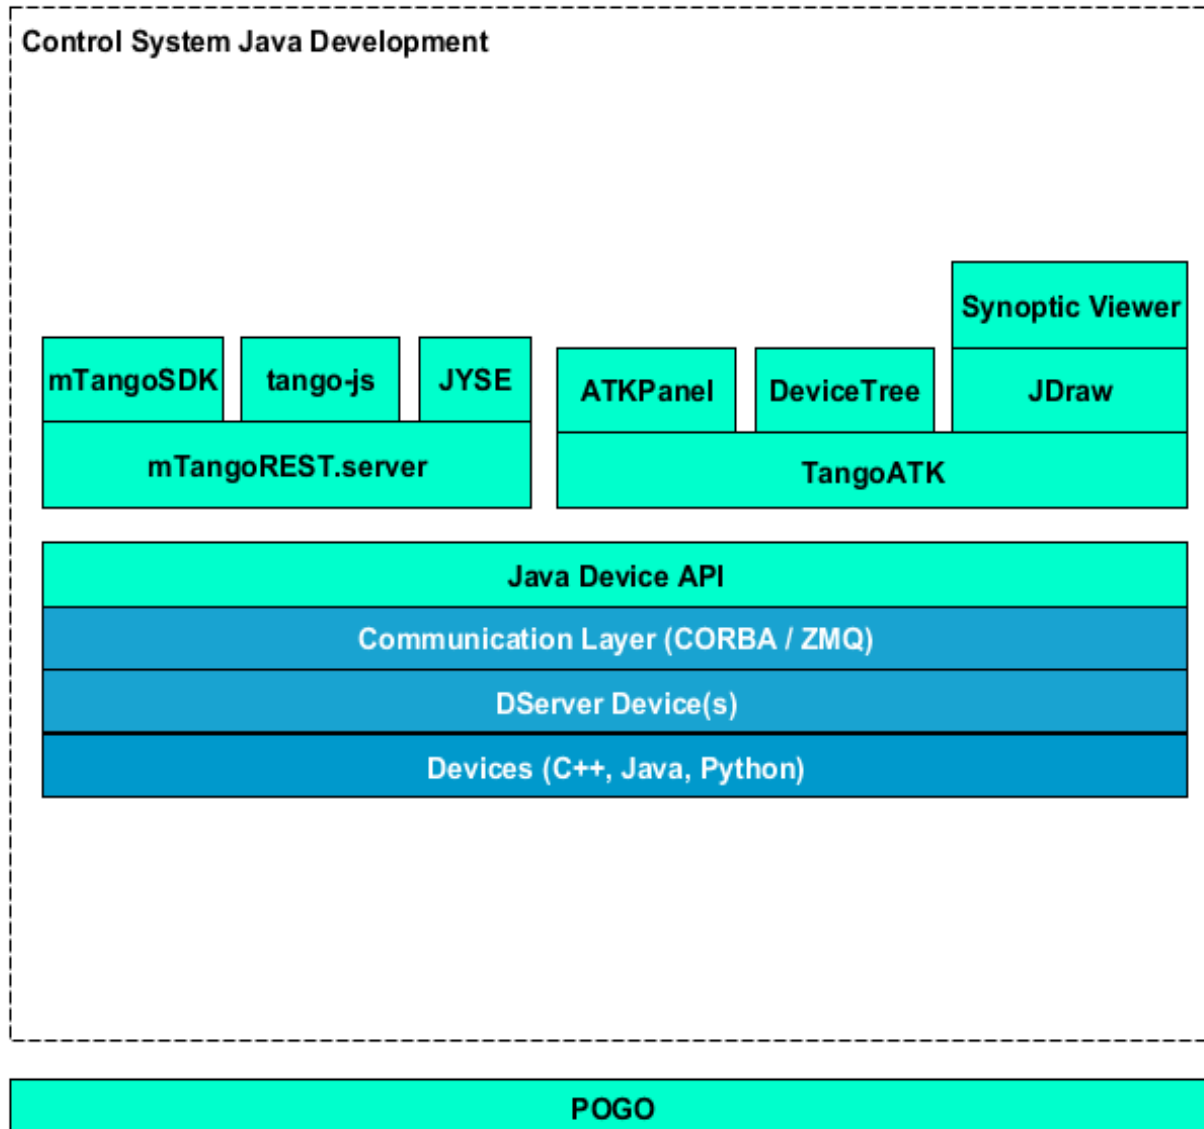 Control System Java Development
Synoptic Viewer
mTangoSDK
tango-js
JYSE
ATKPanel
DeviceTree
JDraw
mTangoREST.server
TangoATK
Java Device API
Communication Layer (CORBA / ZMQ)
DServer Device(s)
Devices (C++, Java, Python)
POGO